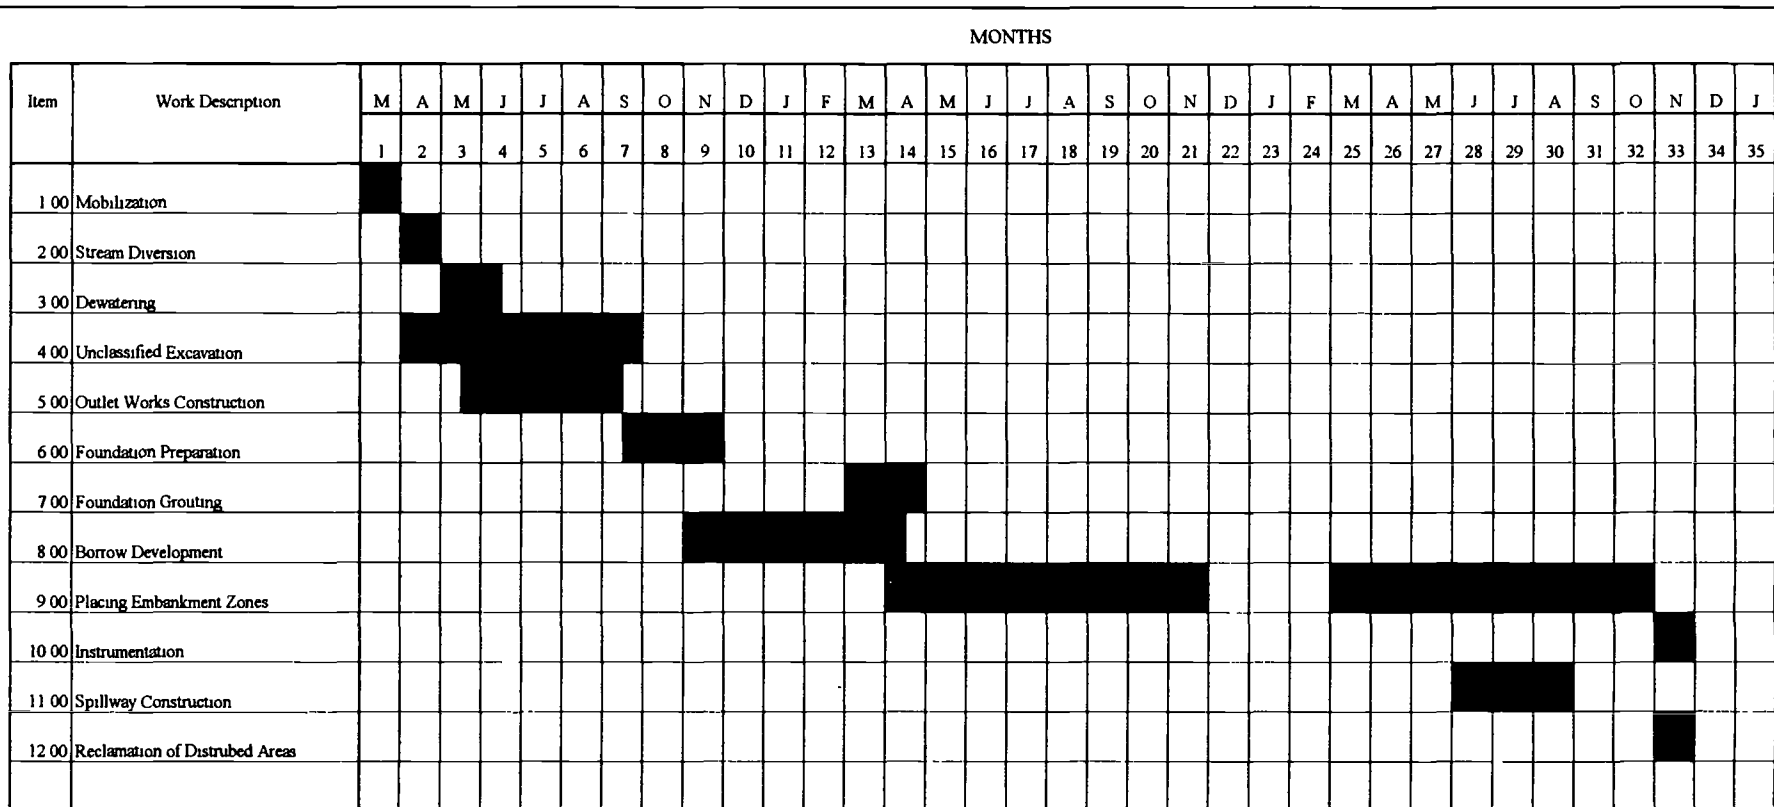 MONTHS
Item Work Description M A M J J A S O N D J F M A M J J A S O N D J F M A M J J A S O N D J
1 2 3 4 5 6 7 8 9 10 11 12 13 14 15 16 17 18 19 20 21 22 23 24 25 26 27 28 29 30 31 32 33 34 35
1 00 Mobilization
2 00 Stream Diversion
3 00 Dewatering
4 00 Unclassified Excavation
5 00 Outlet Works Construction
6 00 Foundation Preparation
7 00 Foundation Grouting
8 00 Borrow Development
9 00 Placing Embankment Zones
10 00 Instrumentation
11 00 Spillway Construction
12 00 Reclamation of Distrubed Areas